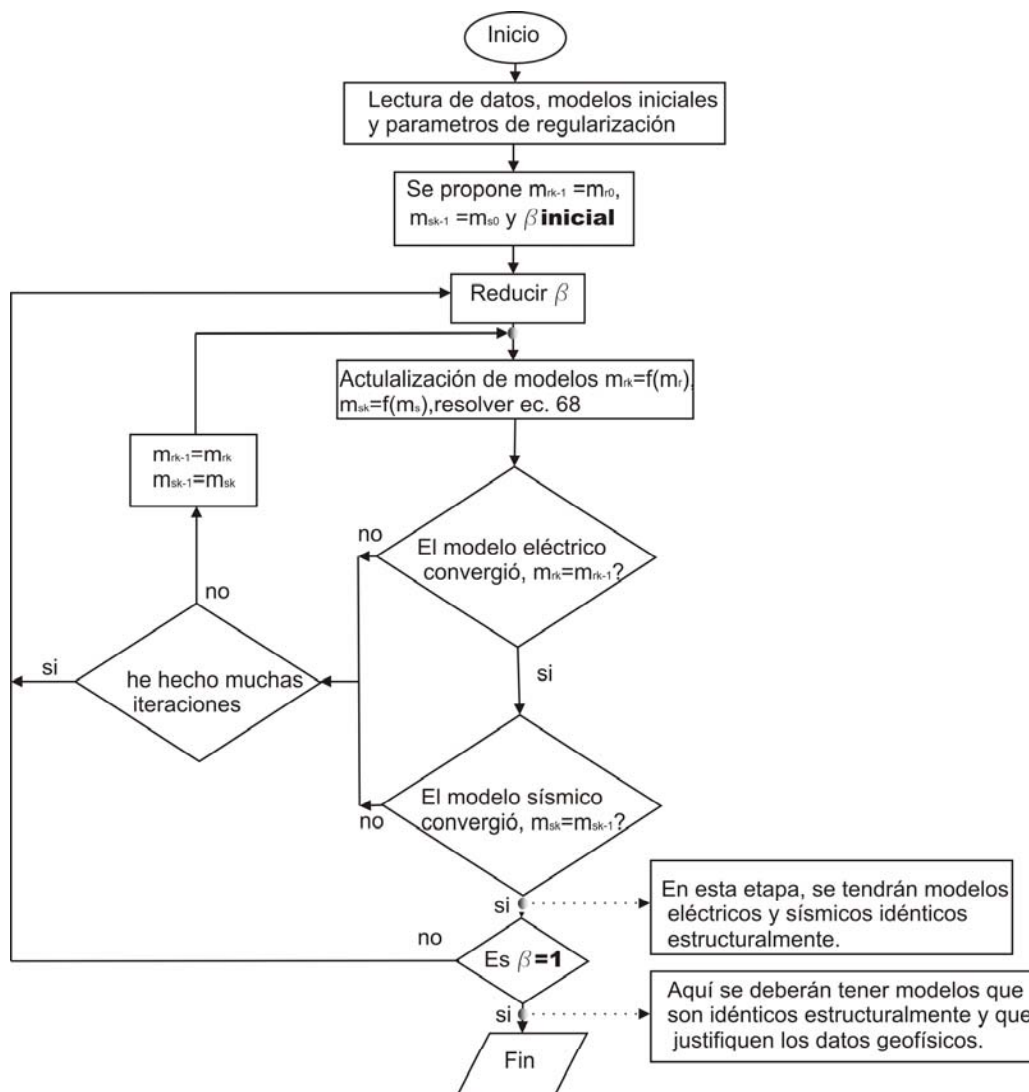 Inicio
Lectura de datos, modelos iniciales
y parametros de regularización
Se propone mrk-1 =mr0,
msk-1 =ms0 y β inicial
Reducir β
Actulalización de modelos mrk=f(mr),
msk=f(ms),resolver ec. 68
mrk-1=mrk
msk-1=msk
no
El modelo eléctrico
convergió, mrk=mrk-1?
no
si
he hecho muchas
iteraciones
si
El modelo sísmico
convergió, msk=msk-1?
no
si
En esta etapa, se tendrán modelos
eléctricos y sísmicos idénticos
estructuralmente.
no
Es β=1
si
Aquí se deberán tener modelos que
son idénticos estructuralmente y que
justifiquen los datos geofísicos.
Fin